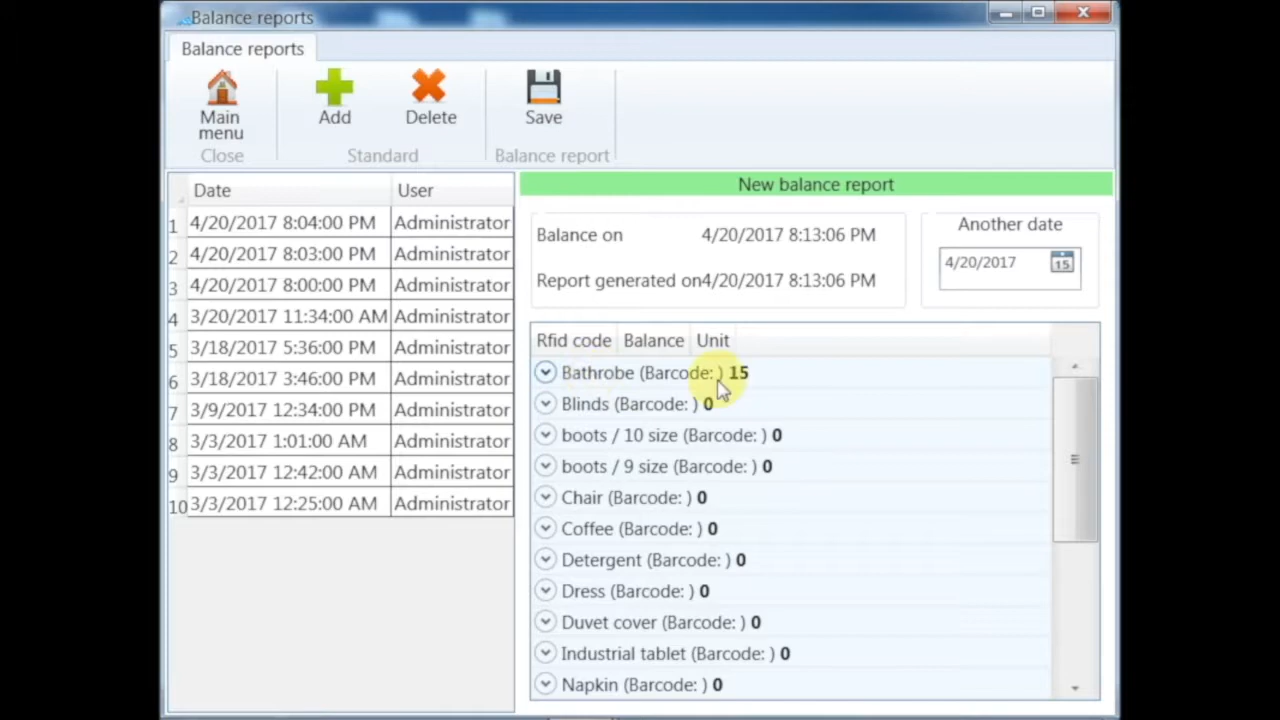 Balance reports
Balance reports
Main menu
Add
Delete
Save
Close
Standard
Balance report
Date User
1 4/20/2017 8:04:00 PM Administrator
2 4/20/2017 8:03:00 PM Administrator
3 4/20/2017 8:00:00 PM Administrator
4 3/20/2017 11:34:00 AM Administrator
5 3/18/2017 5:36:00 PM Administrator
6 3/18/2017 3:46:00 PM Administrator
7 3/9/2017 12:34:00 PM Administrator
8 3/3/2017 1:01:00 AM Administrator
9 3/3/2017 12:42:00 AM Administrator
10 3/3/2017 12:25:00 AM Administrator
New balance report
Balance on 4/20/2017 8:13:06 PM
Report generated on4/20/2017 8:13:06 PM
Another date
4/20/2017 15
Rfid code Balance Unit
Bathrobe (Barcode: ) 15
Blinds (Barcode: ) 0
boots / 10 size (Barcode: ) 0
boots / 9 size (Barcode: ) 0
Chair (Barcode: ) 0
Coffee (Barcode: ) 0
Detergent (Barcode: ) 0
Dress (Barcode: ) 0
Duvet cover (Barcode: ) 0
Industrial tablet (Barcode: ) 0
Napkin (Barcode: ) 0